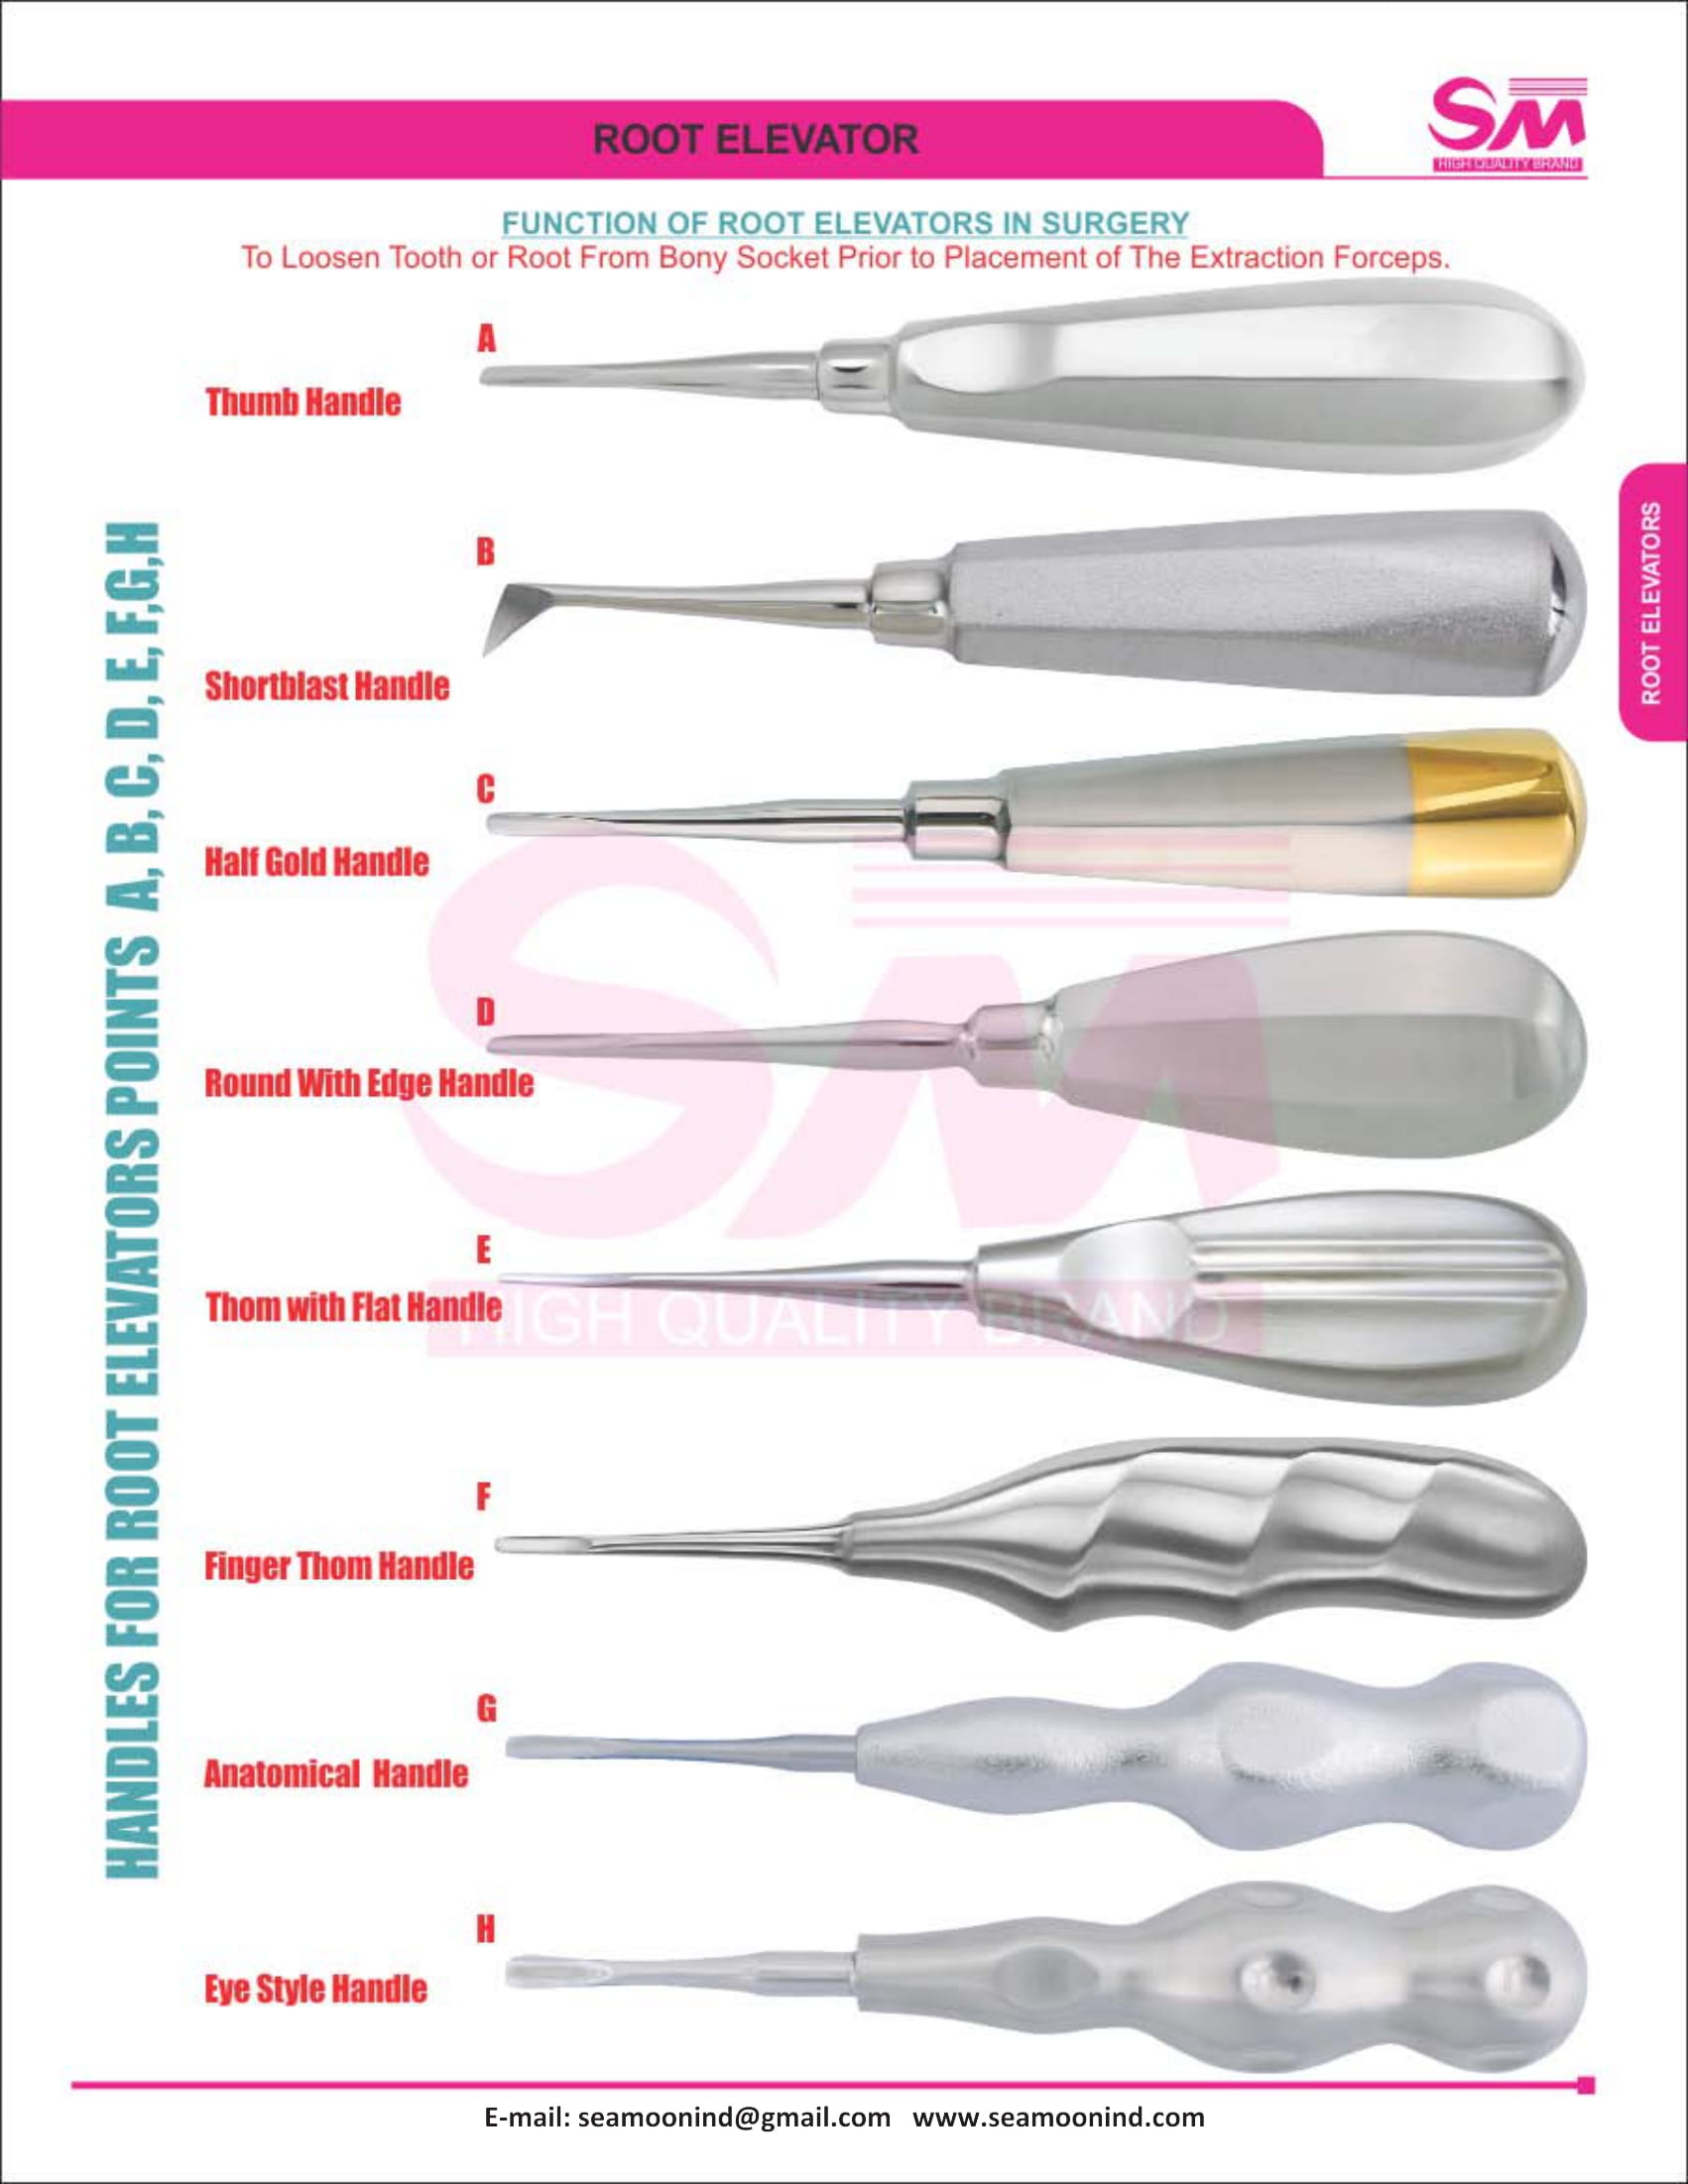 SM
HIGH QUALITY BRAND
ROOT ELEVATOR
FUNCTION OF ROOT ELEVATORS IN SURGERY
To Loosen Tooth or Root From Bony Socket Prior to Placement of The Extraction Forceps.
A
Thumb Handle
B
Shortblast Handle
C
Half Gold Handle
D
Round With Edge Handle
E
Thom with Flat Handle
F
Finger Thom Handle
G
Anatomical Handle
H
Eye Style Handle
HANDLES FOR ROOT ELEVATORS POINTS A, B, C, D, E, F,G,H
ROOT ELEVATORS
SM
HIGH QUALITY BRAND
E-mail: seamoonind@gmail.com www.seamoonind.com